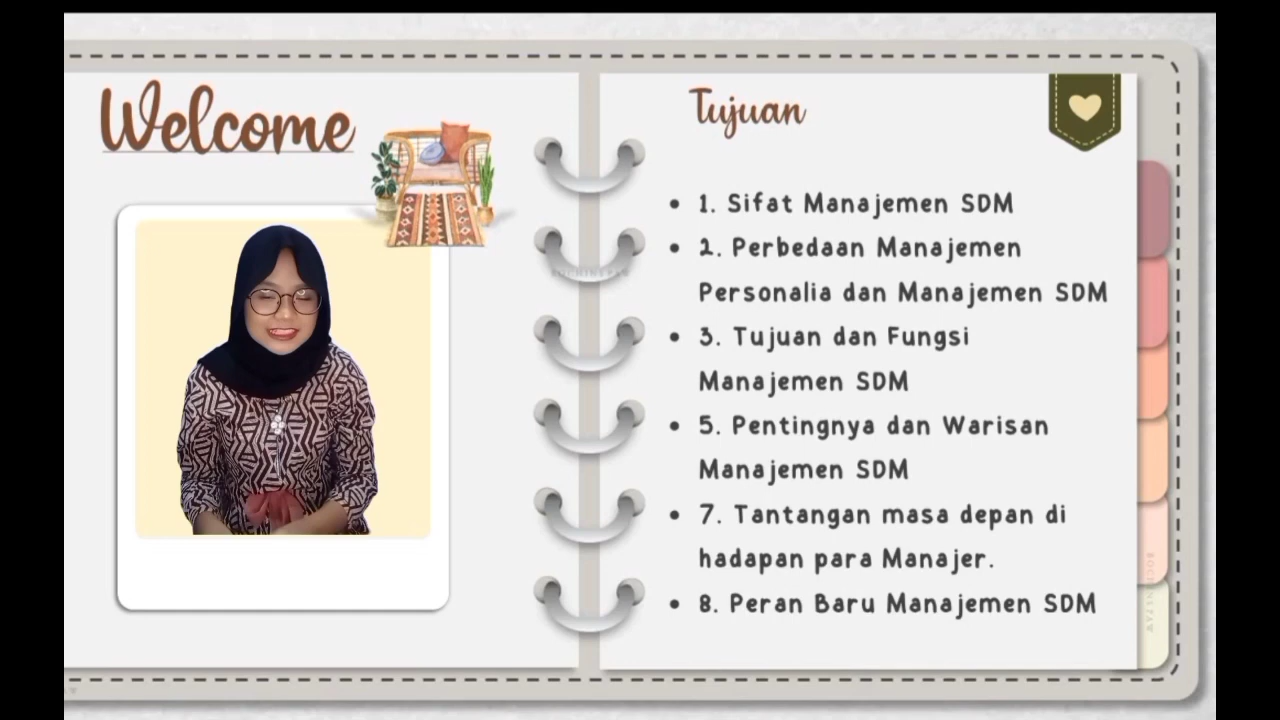 Welcome
Tujuan
• 1. Sifat Manajemen SDM
• 2. Perbedaan Manajemen
Personalia dan Manajemen SDM
• 3. Tujuan dan Fungsi
Manajemen SDM
• 5. Pentingnya dan Warisan
Manajemen SDM
• 7. Tantangan masa depan di
hadapan para Manajer.
• 8. Peran Baru Manajemen SDM